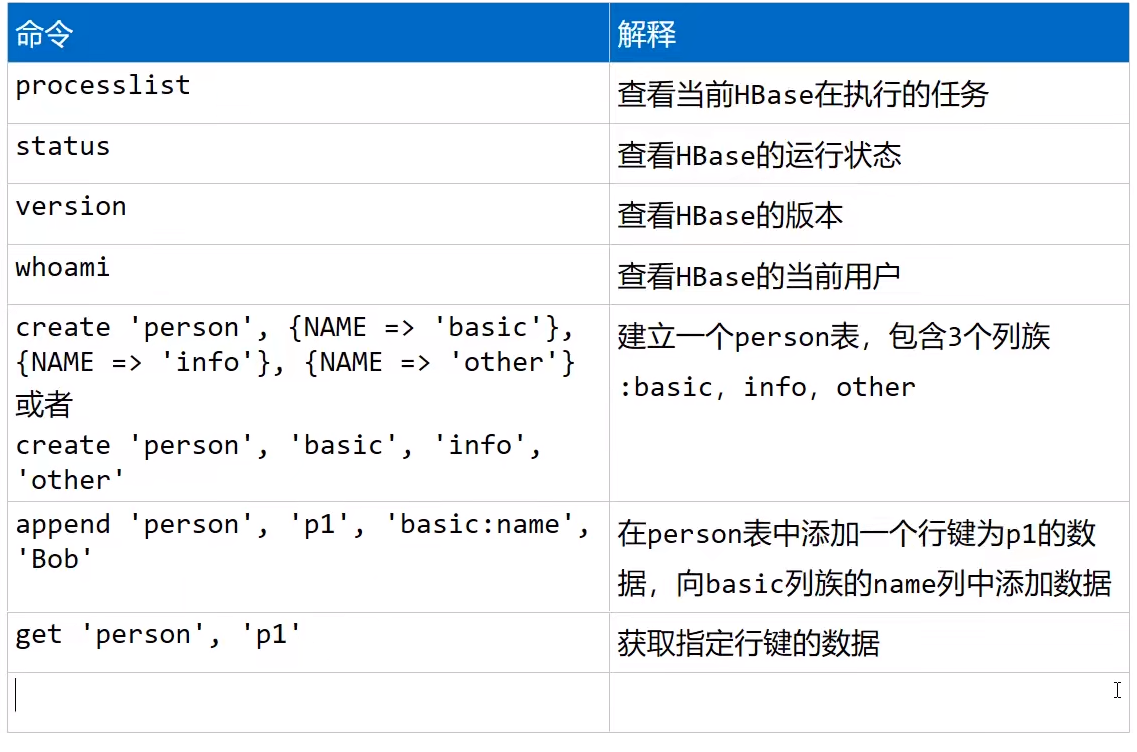 命令 解释
processlist 查看当前HBase在执行的任务
status 查看HBase的运行状态
version 查看HBase的版本
whoami 查看HBase的当前用户
create 'person', {NAME => 'basic'},
{NAME => 'info'}, {NAME => 'other'}
或者
create 'person', 'basic', 'info',
'other'
建立一个person表，包含3个列族
:basic，info，other
append 'person', 'p1', 'basic:name',
'Bob'
在person表中添加一个行键为p1的数
据，向basic列族的name列中添加数据
get 'person', 'p1' 获取指定行键的数据